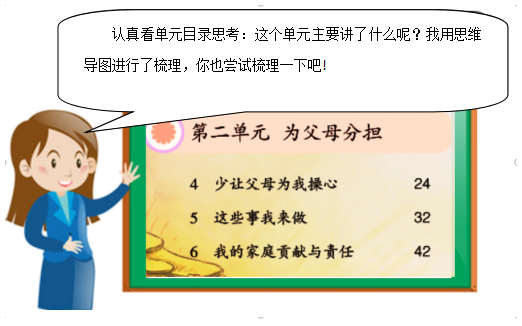 认真看单元目录思考：这个单元主要讲了什么呢？我用思维
导图进行了梳理，你也尝试梳理一下吧！
第二单元 为父母分担
4 少让父母为我操心 24
5 这些事我来做 32
6 我的家庭贡献与责任 42